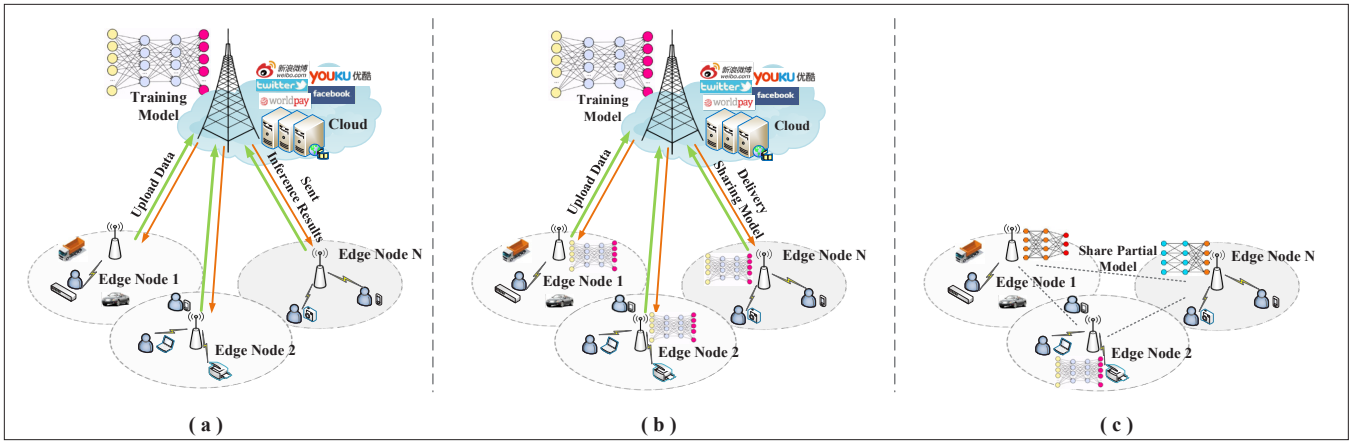 Training
Model
新浪微博
weibo.com
YOUKU 优酷
twitter
facebook
worldpay
Cloud
Upload Data
Sent
Inference Results
Edge Node 1
Edge Node N
Edge Node 2
( a )
Training
Model
新浪微博
weibo.com
YOUKU 优酷
twitter
facebook
worldpay
Cloud
Upload Data
Delivery
Sharing Model
Edge Node 1
Edge Node N
Edge Node 2
( b )
Share Partial
Model
Edge Node 1
Edge Node N
Edge Node 2
( c )